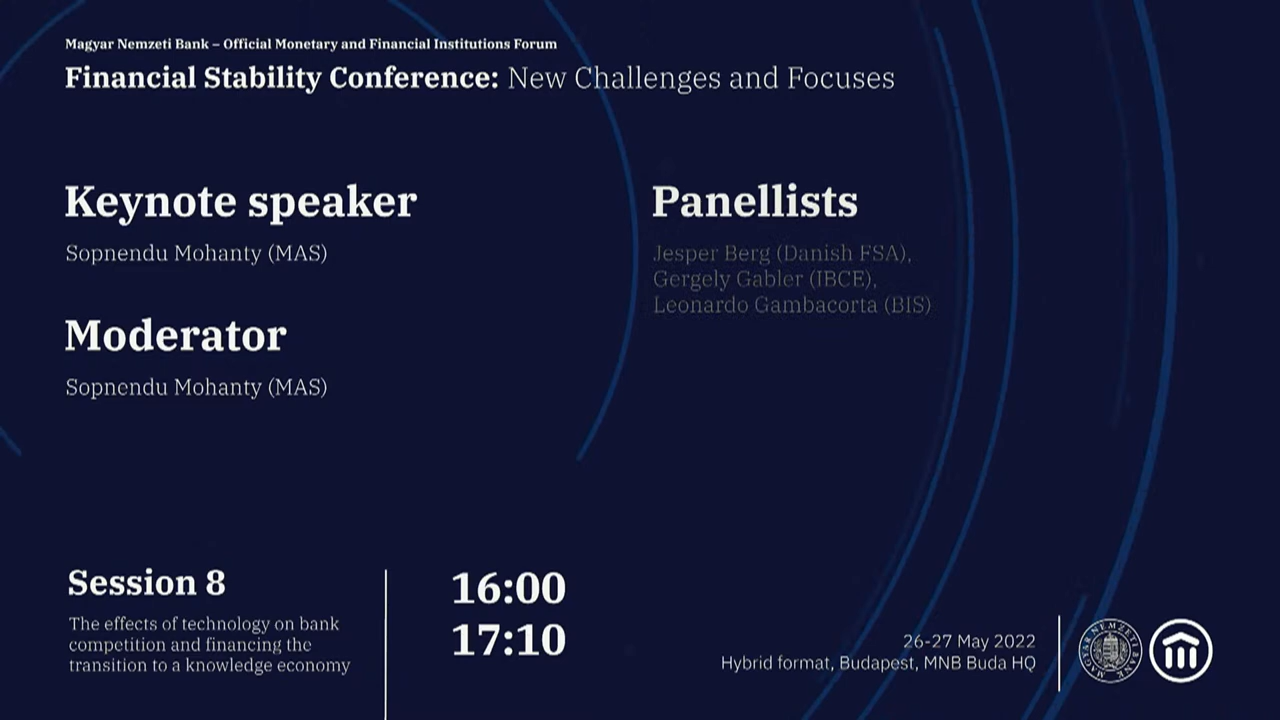 Magyar Nemzeti Bank – Official Monetary and Financial Institutions Forum
Financial Stability Conference: New Challenges and Focuses
Keynote speaker
Sopnendu Mohanty (MAS)
Moderator
Sopnendu Mohanty (MAS)
Panellists
Jesper Berg (Danish FSA),
Gergely Gabler (IBCE),
Leonardo Gambacorta (BIS)
Session 8
The effects of technology on bank
competition and financing the
transition to a knowledge economy
16:00
17:10
26-27 May 2022
Hybrid format, Budapest, MNB Buda HQ
MAGYAR NEMZETI BANK